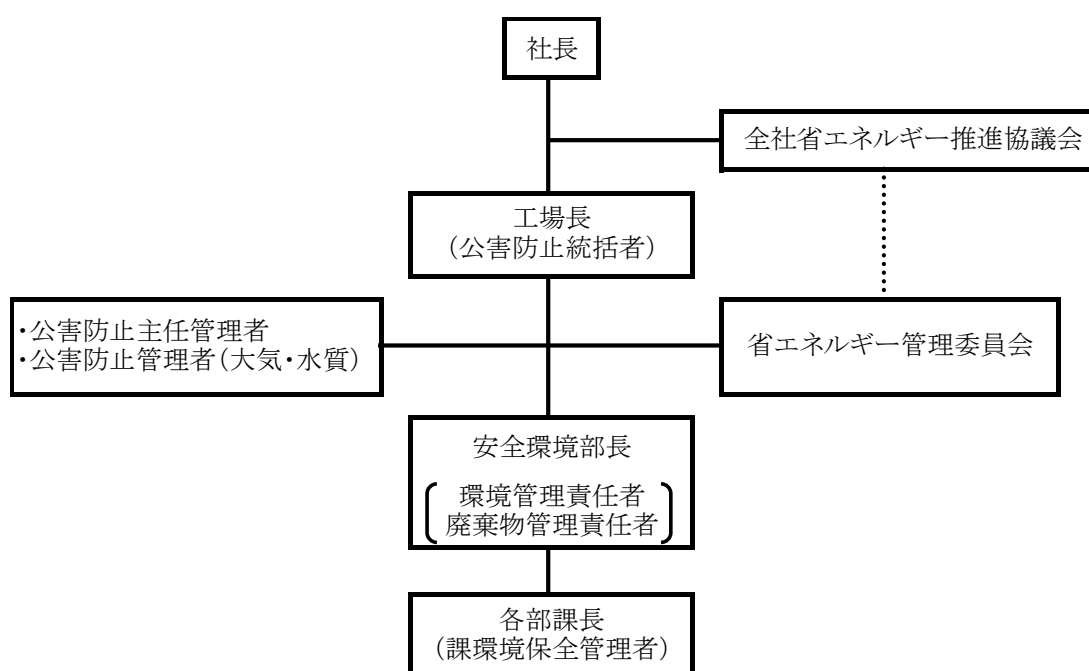 社長
全社省エネルギー推進協議会
工場長
（公害防止統括者）
・公害防止主任管理者
・公害防止管理者（大気・水質）
省エネルギー管理委員会
安全環境部長
環境管理責任者
廃棄物管理責任者
各部課長
（課環境保全管理者）